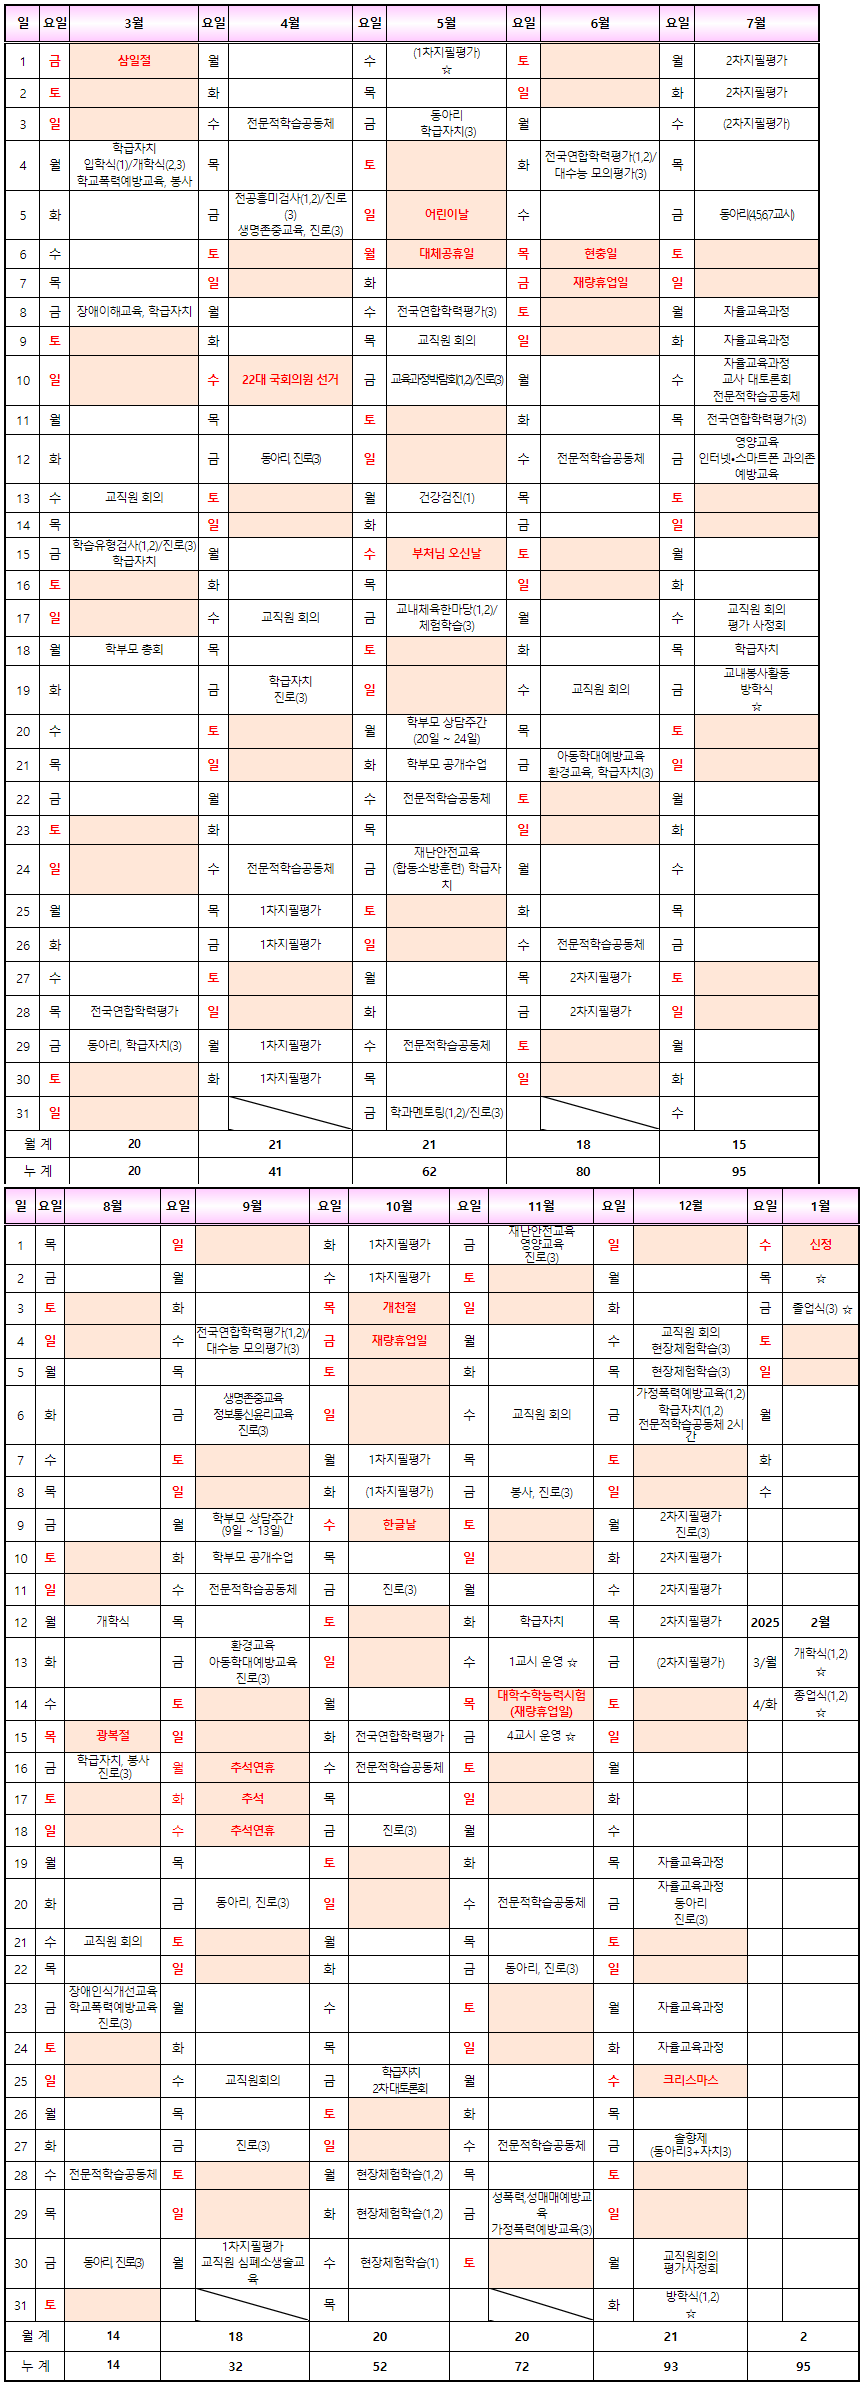 일 요일 3월 요일 4월 요일 5월 요일 6월 요일 7월
1 금 삼일절 월 수 (1차지필평가) 토 월 2차지필평가
☆
2 토 화 목 일 화 2차지필평가
3 일 수 전문적학습공동체 금 동아리 월 수 (2차지필평가)
학급자치(3)
4 월 학급자치 목 토 화 전국연합학력평가(1,2)/ 목
입학식(1)/개학식(2,3) 대수능 모의평가(3)
학교폭력예방교육, 봉사
5 화 금 전공흥미검사(1,2)/진로 일 어린이날 수 금 동아리(4,5,6,7교시)
(3)
생명존중교육, 진로(3)
6 수 토 월 대체공휴일 목 현충일 토
7 목 일 화 금 재량휴업일 일
8 금 장애이해교육, 학급자치 월 수 전국연합학력평가(3) 토 월 자율교육과정
9 토 화 목 교직원 회의 일 화 자율교육과정
10 일 수 22대 국회의원 선거 금 교육과정박람회(1,2)/진로(3) 월 수 자율교육과정
교사 대토론회
전문적학습공동체
11 월 목 토 화 목 전국연합학력평가(3)
12 화 금 동아리, 진로(3) 일 수 전문적학습공동체 금 영양교육
인터넷•스마트폰 과의존
예방교육
13 수 교직원 회의 토 월 건강검진(1) 목 토
14 목 일 화 금 일
15 금 학습유형검사(1,2)/진로(3) 월 수 부처님 오신날 토 월
학급자치
16 토 화 목 일 화
17 일 수 교직원 회의 금 교내체육한마당(1,2)/ 월 수 교직원 회의
체험학습(3) 평가 사정회
18 월 학부모 총회 목 토 화 목 학급자치
19 화 금 학급자치 일 수 교직원 회의 금 교내봉사활동
진로(3) 방학식
☆
20 수 토 월 학부모 상담주간 목 토
(20일 ~ 24일)
21 목 일 화 학부모 공개수업 금 아동학대예방교육 일
환경교육, 학급자치(3)
22 금 월 수 전문적학습공동체 토 월
23 토 화 목 일 화
24 일 수 전문적학습공동체 금 재난안전교육 월 수
(합동소방훈련) 학급자
치
25 월 목 1차지필평가 토 화 목
26 화 금 1차지필평가 일 수 전문적학습공동체 금
27 수 토 월 목 2차지필평가 토
28 목 전국연합학력평가 일 화 금 2차지필평가 일
29 금 동아리, 학급자치(3) 월 1차지필평가 수 전문적학습공동체 토 월
30 토 화 1차지필평가 목 일 화
31 일 금 학과멘토링(1,2)/진로(3) 수
월 계 20 21 21 18 15
누 계 20 41 62 80 95
일 요일 8월 요일 9월 요일 10월 요일 11월 요일 12월 요일 1월
1 목 일 화 1차지필평가 금 재난안전교육 일 수 신정
영양교육
진로(3)
2 금 월 수 1차지필평가 토 월 목 ☆
3 토 화 목 개천절 일 화 금 졸업식(3) ☆
4 일 수 전국연합학력평가(1,2)/ 금 재량휴업일 월 수 교직원 회의 토
대수능 모의평가(3) 현장체험학습(3)
5 월 목 토 화 목 현장체험학습(3) 일
6 화 금 생명존중교육 일 수 교직원 회의 금 가정폭력예방교육(1,2) 월
정보통신윤리교육 학급자치(1,2)
진로(3) 전문적학습공동체 2시
간
7 수 토 월 1차지필평가 목 토 화
8 목 일 화 (1차지필평가) 금 봉사, 진로(3) 일 수
9 금 월 학부모 상담주간 수 한글날 토 월 2차지필평가
(9일 ~ 13일) 진로(3)
10 토 화 학부모 공개수업 목 일 화 2차지필평가
11 일 수 전문적학습공동체 금 진로(3) 월 수 2차지필평가
12 월 개학식 목 토 화 학급자치 목 2차지필평가 2025 2월
13 화 금 환경교육 일 수 1교시 운영 ☆ 금 (2차지필평가) 3/월 개학식(1,2)
아동학대예방교육 ☆
진로(3)
14 수 토 월 목 대학수학능력시험 토 4/화 종업식(1,2)
(재량휴업일) ☆
15 목 광복절 일 화 전국연합학력평가 금 4교시 운영 ☆ 일
16 금 학급자치, 봉사 월 추석연휴 수 전문적학습공동체 토 월
진로(3)
17 토 화 추석 목 일 화
18 일 수 추석연휴 금 진로(3) 월 수
19 월 목 토 화 목 자율교육과정
20 화 금 동아리, 진로(3) 일 수 전문적학습공동체 금 자율교육과정
동아리
진로(3)
21 수 교직원 회의 토 월 목 토
22 목 일 화 금 동아리, 진로(3) 일
23 금 장애인식개선교육 월 수 토 월 자율교육과정
학교폭력예방교육
진로(3)
24 토 화 목 일 화 자율교육과정
25 일 수 교직원회의 금 학급자치 월 수 크리스마스
2차 대토론회
26 월 목 토 화 목
27 화 금 진로(3) 일 수 전문적학습공동체 금 솔향제
(동아리3+자치3)
28 수 전문적학습공동체 토 월 현장체험학습(1,2) 목 토
29 목 일 화 현장체험학습(1,2) 금 성폭력,성매매예방교 일
육
가정폭력예방교육(3)
30 금 동아리, 진로(3) 월 1차지필평가 수 현장체험학습(1) 토 월 교직원회의
교직원 심폐소생술교 평가사정회
육
31 토 목 화 방학식(1,2)
☆
월 계 14 18 20 20 21 2
누 계 14 32 52 72 93 95